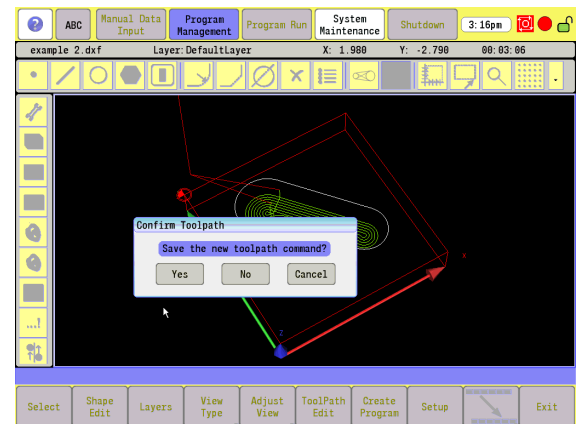 ?
ABC
Manual Data Input
Program Management
Program Run
System Maintenance
Shutdown
3:16pm
example 2.dxf Layer:DefaultLayer X: 1.980 Y: -2.790 00:03:06
Confirm Toolpath
Save the new toolpath command?
Yes No Cancel
X
Z
...!
Select
Shape Edit
Layers
View Type
Adjust View
ToolPath Edit
Create Program
Setup
Exit